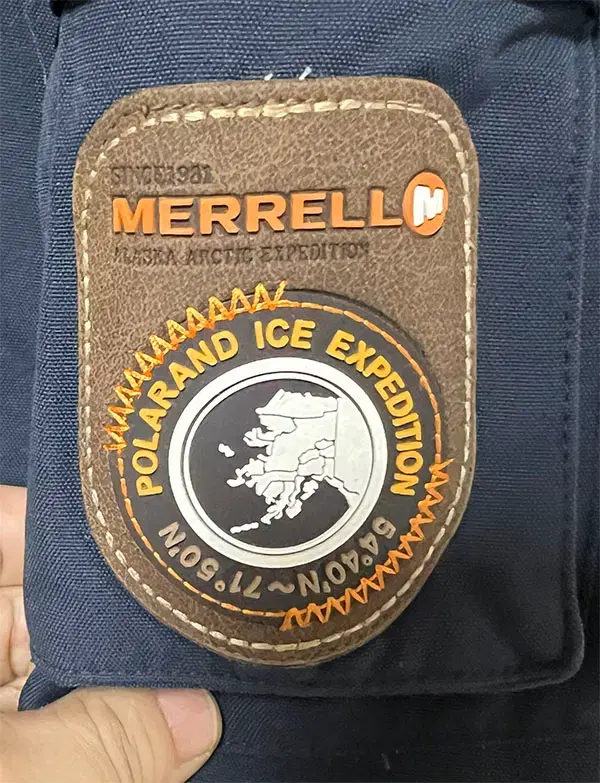 SINCE1981
MERRELL M
ALASKA ARCTIC EXPEDITION
POLARAND ICE EXPEDITION
54°40'N~71°50'N